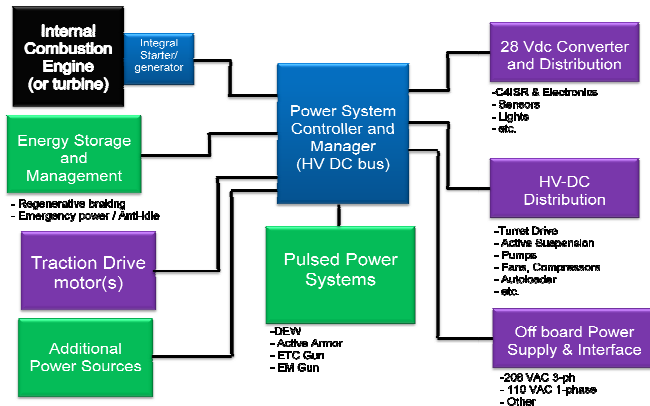 Internal
Combustion
Engine
(or turbine)
Integral
Starter/
generator
Energy Storage
and
Management
- Regenerative braking
- Emergency power / Anti-idle
Traction Drive
motor(s)
Additional
Power Sources
Power System
Controller and
Manager
(HV DC bus)
Pulsed Power
Systems
-DEW
- Active Armor
- ETC Gun
- EM Gun
28 Vdc Converter
and Distribution
-C4ISR & Electronics
- Sensors
- Lights
- etc.
HV-DC
Distribution
-Turret Drive
- Active Suspension
- Pumps
- Fans, Compressors
- Autoloader
- etc.
Off board Power
Supply & Interface
-208 VAC 3-ph
- 110 VAC 1-phase
- Other